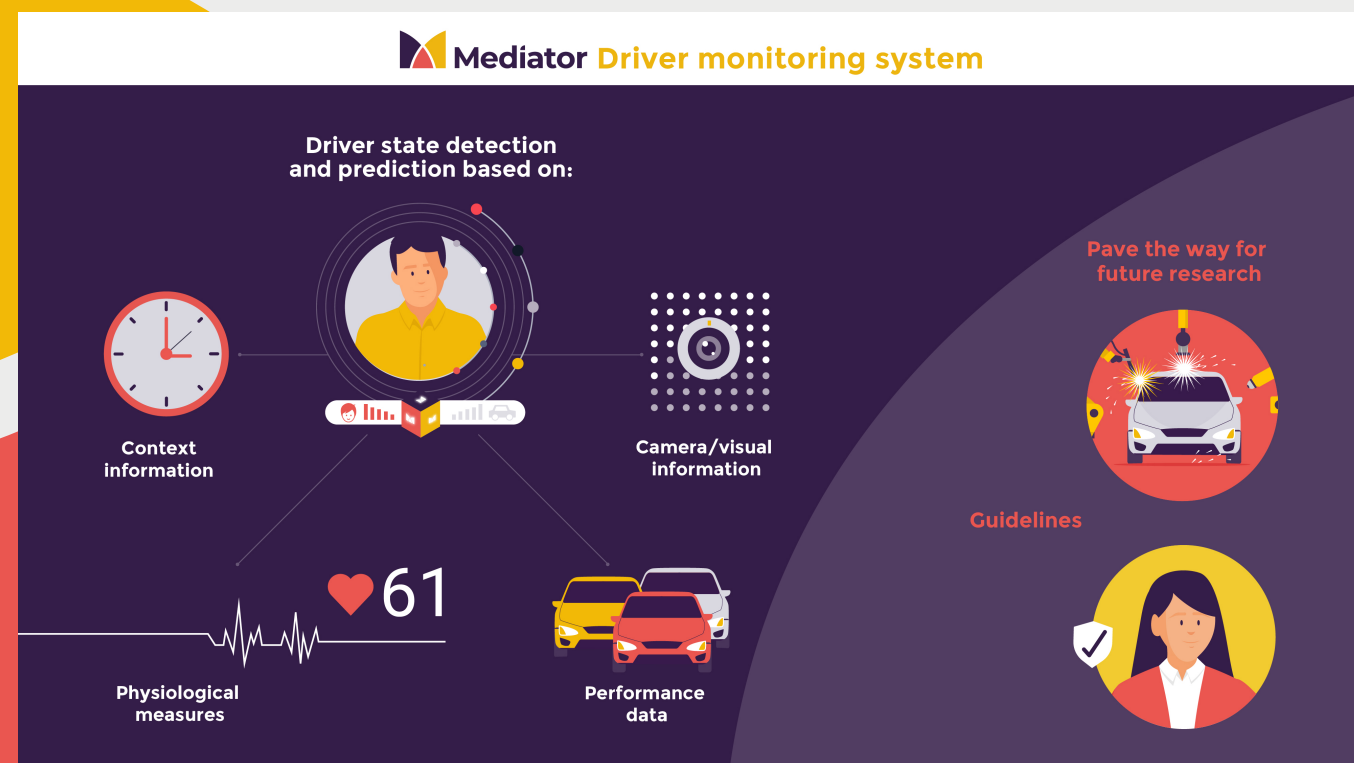 Mediator Driver monitoring system
Driver state detection
and prediction based on:
Context
information
Camera/visual
information
61
Physiological
measures
Performance
data
Pave the way for
future research
Guidelines